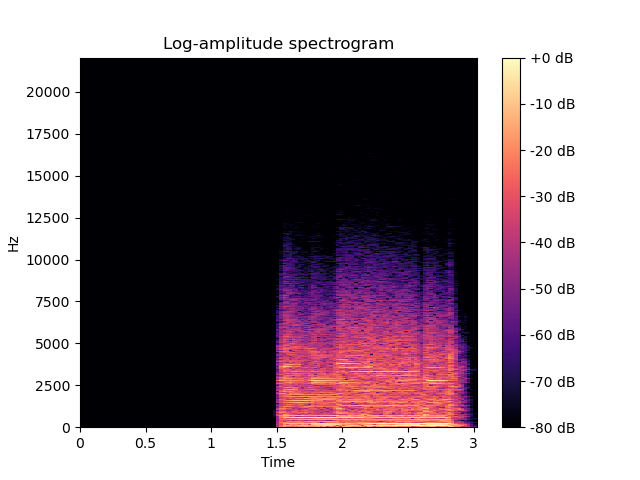 Log-amplitude spectrogram
Hz
20000
17500
15000
12500
10000
7500
5000
2500
0
0 0.5 1 1.5 2 2.5 3
Time
+0 dB
-10 dB
-20 dB
-30 dB
-40 dB
-50 dB
-60 dB
-70 dB
-80 dB